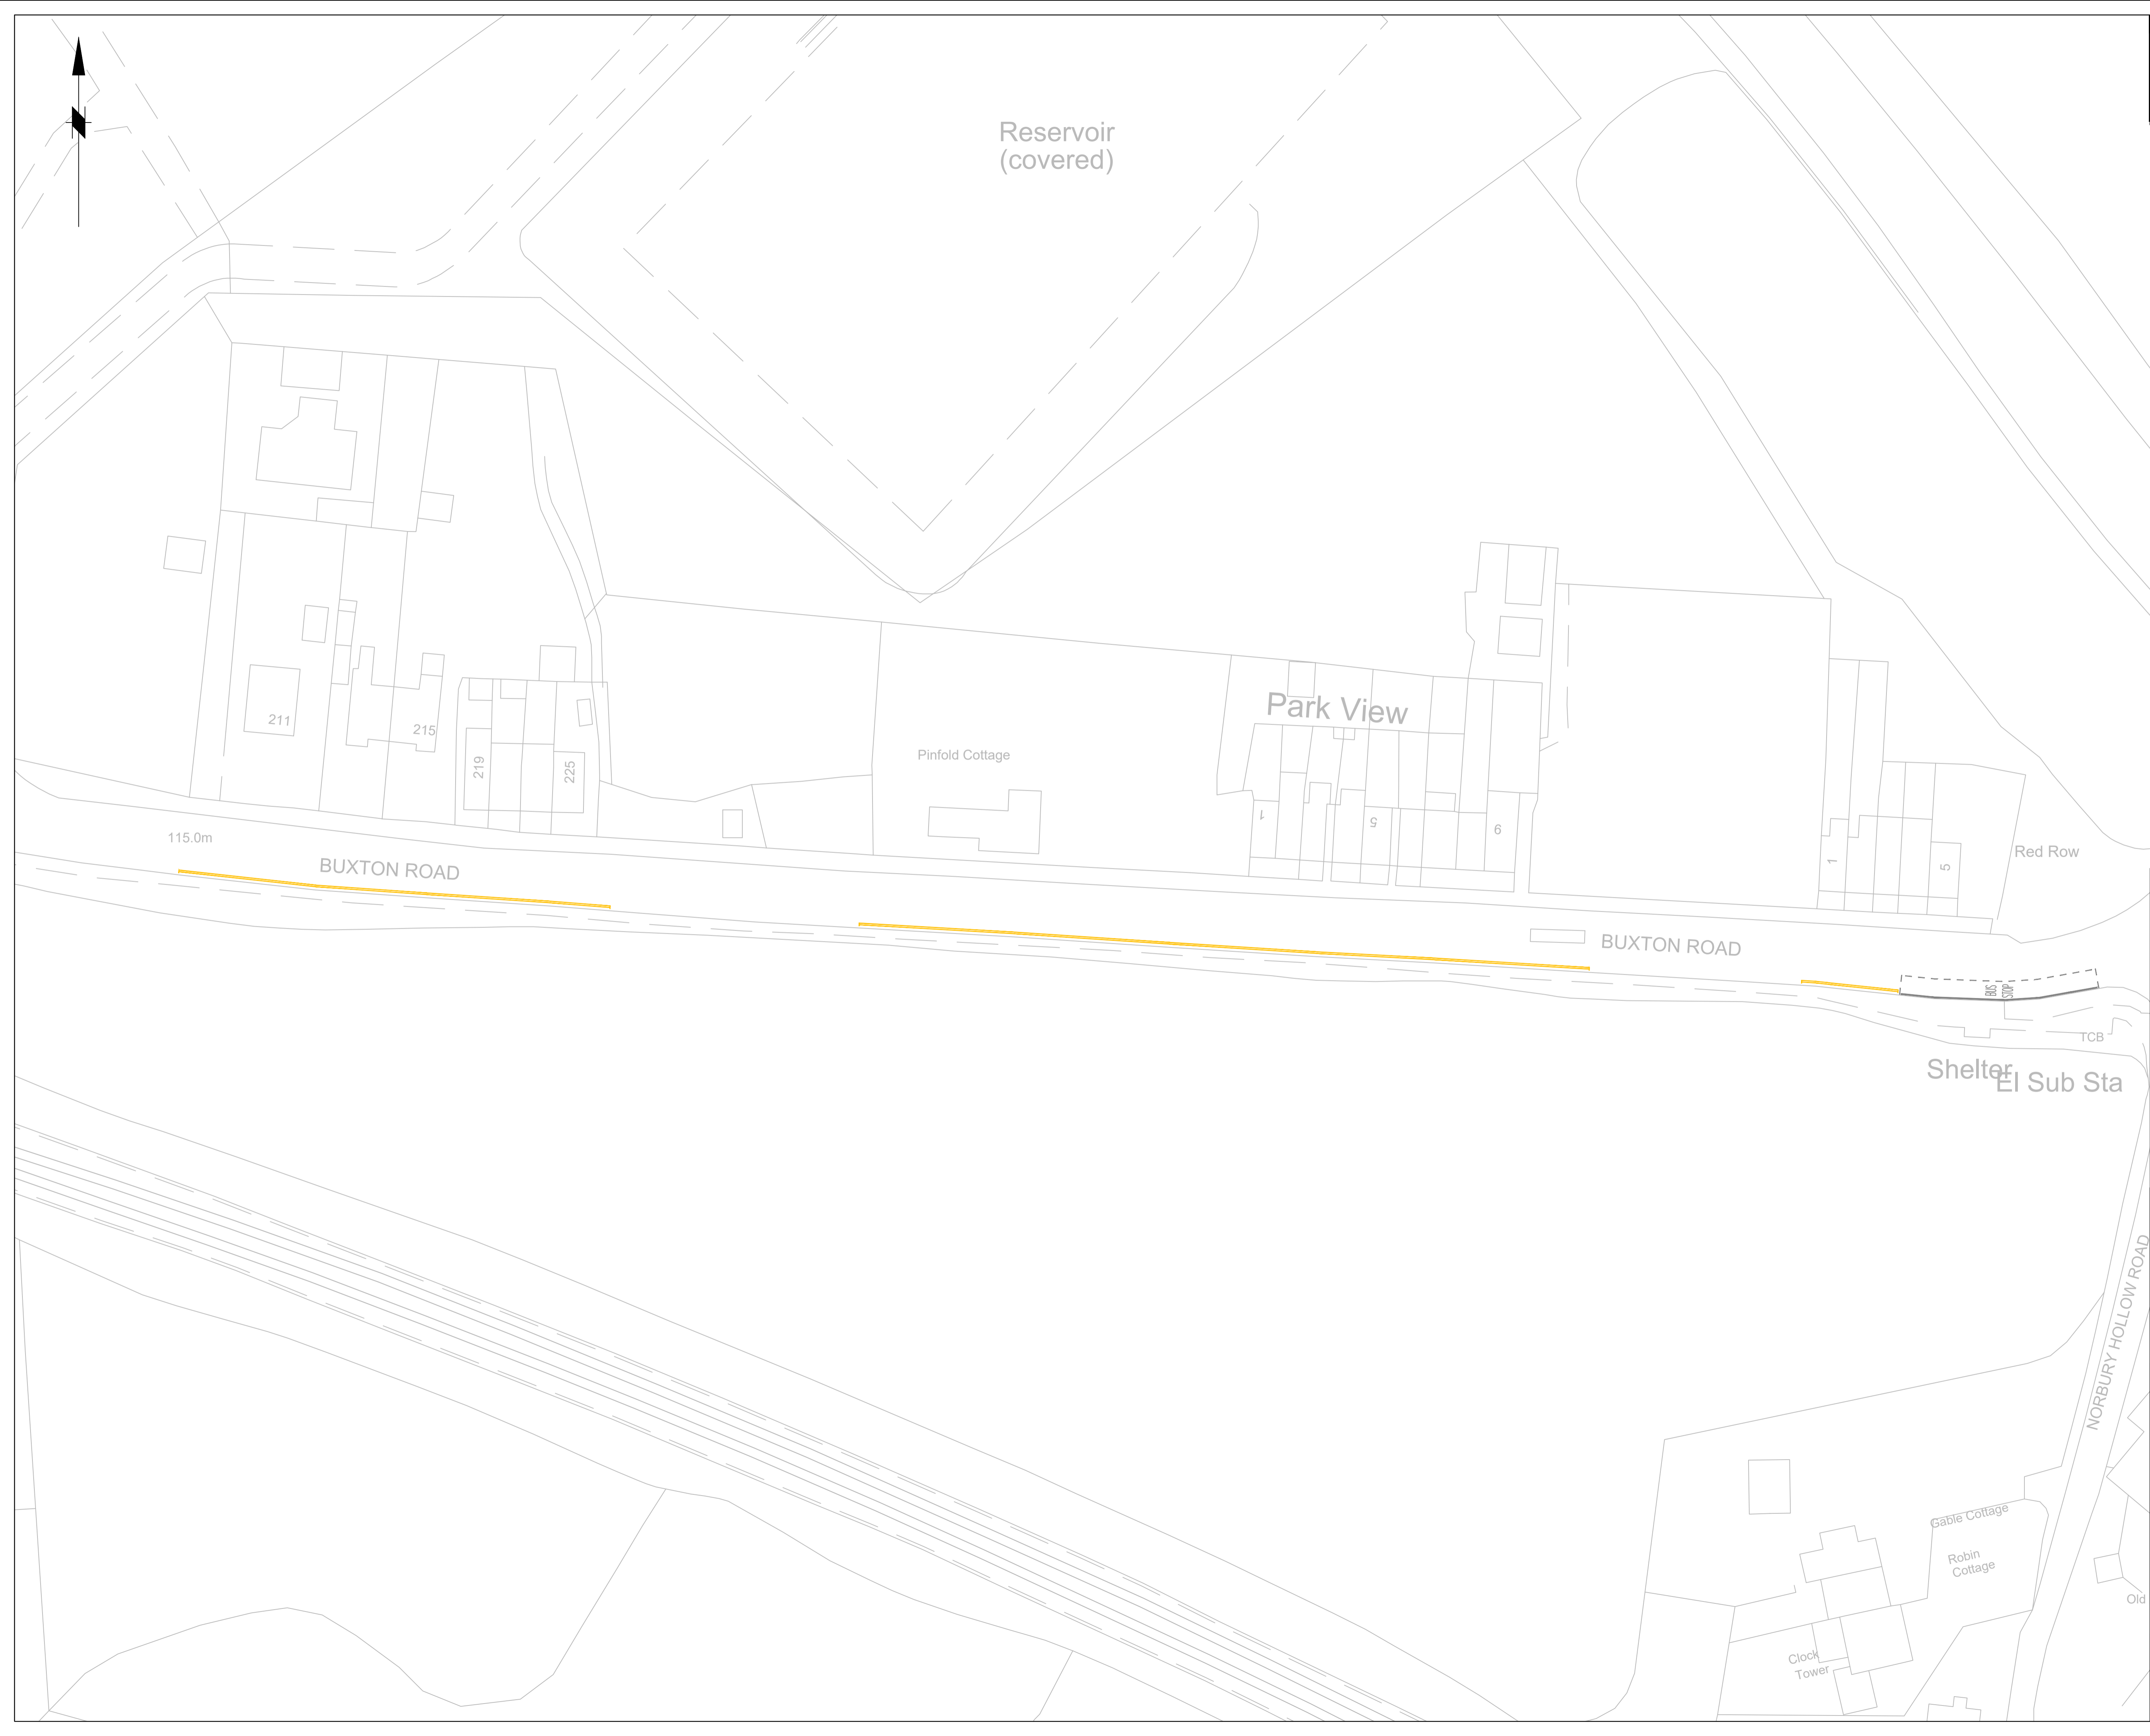 Reservoir
(covered)
Park View
211
215
219
225
Pinfold Cottage
1
5
9
115.0m
BUXTON ROAD
1
5
Red Row
BUXTON ROAD
BUS
STOP
TCB
Shelter
El Sub Sta
NORBURY HOLLOW ROAD
Gable Cottage
Robin
Cottage
Old
Clock
Tower